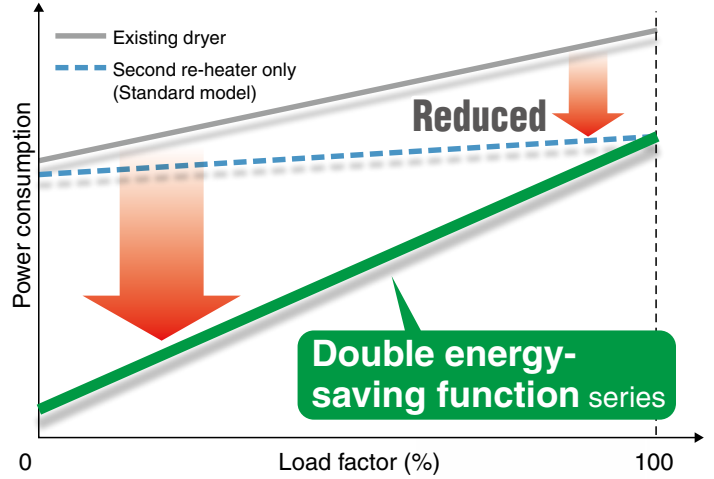 Existing dryer
Second re-heater only
(Standard model)
Reduced
Power consumption
Double energy-
saving function series
0
Load factor (%)
100